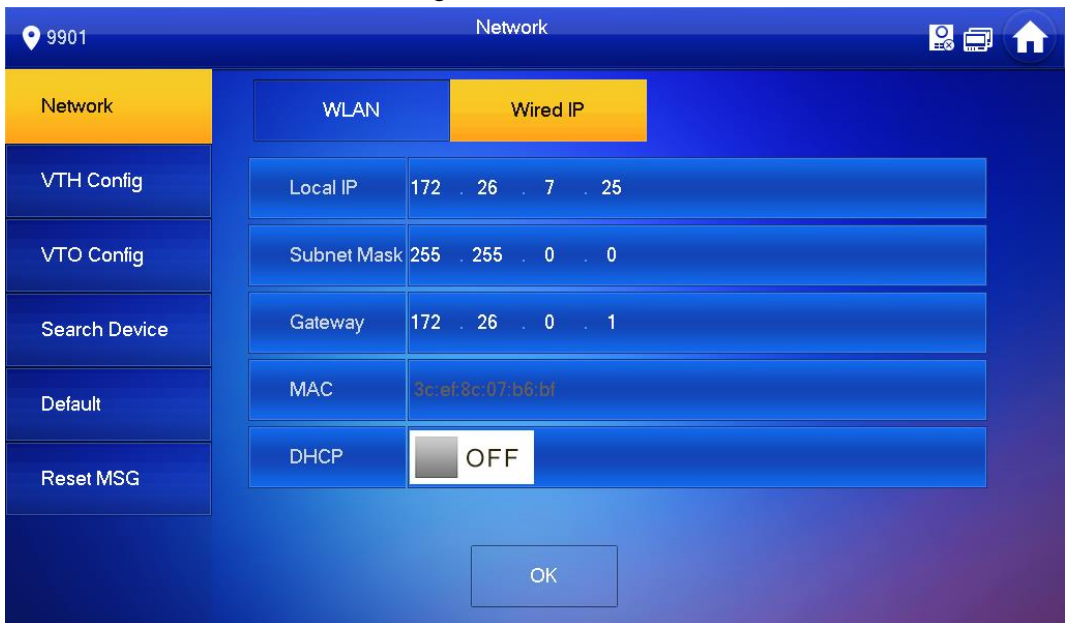 9901
Network
Network
WLAN
Wired IP
VTH Config
Local IP 172 . 26 . 7 . 25
VTO Config
Subnet Mask 255 . 255 . 0 . 0
Search Device
Gateway 172 . 26 . 0 . 1
Default
MAC 3c:ef:8c:07:b6:bf
Reset MSG
DHCP OFF
OK